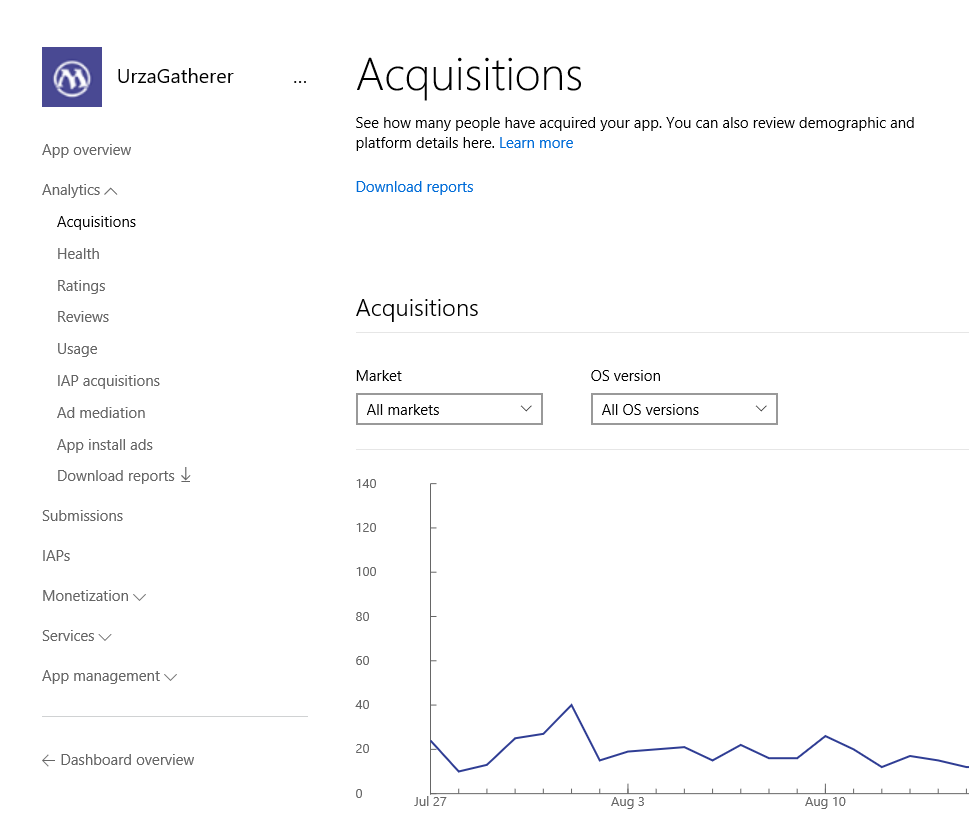 UrzaGatherer
...
App overview
Analytics
Acquisitions
Health
Ratings
Reviews
Usage
IAP acquisitions
Ad mediation
App install ads
Download reports
Submissions
IAPs
Monetization
Services
App management
Dashboard overview
Acquisitions
See how many people have acquired your app. You can also review demographic and
platform details here. Learn more
Download reports
Acquisitions
Market
OS version
All markets
All OS versions
140
120
100
80
60
40
20
0
Jul 27
Aug 3
Aug 10